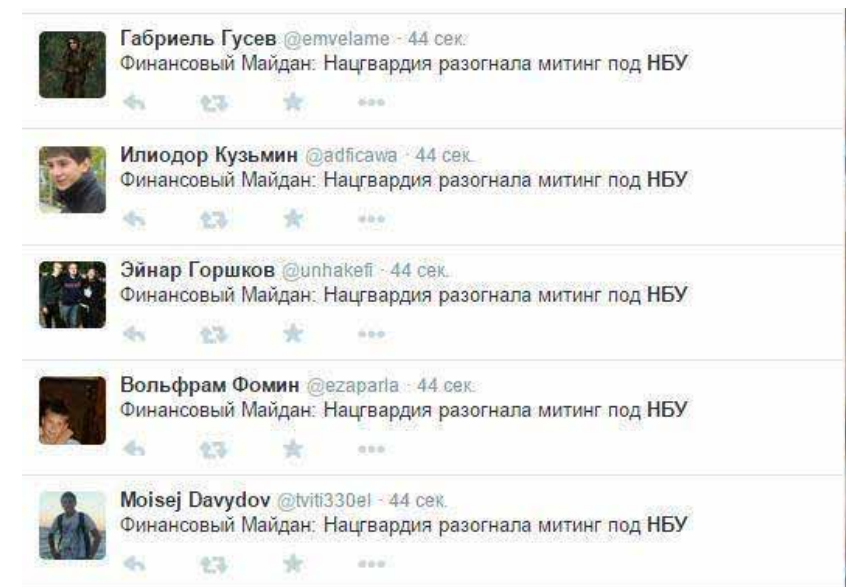 Габриель Гусев @emvelame · 44 сек.
Финансовый Майдан: Нацгвардия разогнала митинг под НБУ
Илиодор Кузьмин @adficawa · 44 сек.
Финансовый Майдан: Нацгвардия разогнала митинг под НБУ
Эйнар Горшков @unhakefi · 44 сек.
Финансовый Майдан: Нацгвардия разогнала митинг под НБУ
Вольфрам Фомин @ezaparla · 44 сек.
Финансовый Майдан: Нацгвардия разогнала митинг под НБУ
Moisej Davydov @tviti330el · 44 сек.
Финансовый Майдан: Нацгвардия разогнала митинг под НБУ